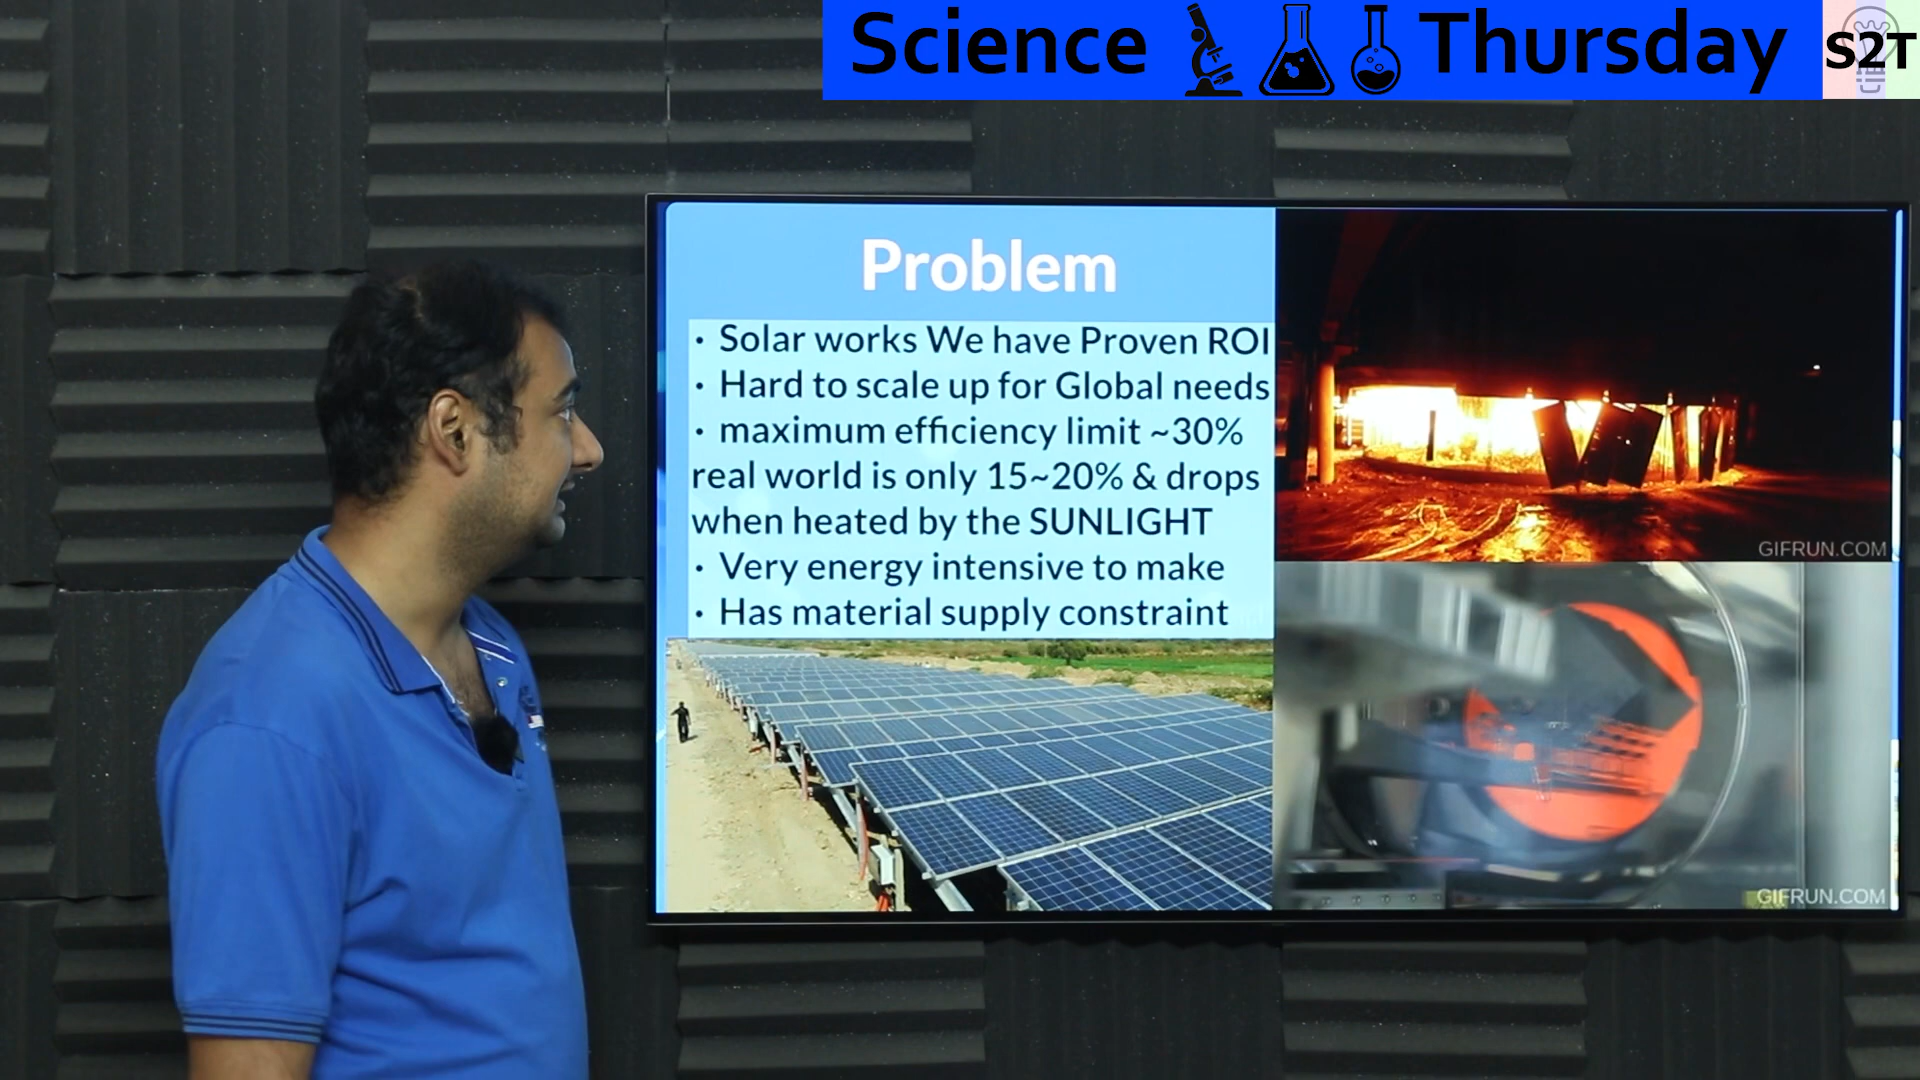 Science Thursday
S2T
Problem
• Solar works We have Proven ROI
• Hard to scale up for Global needs
• maximum efficiency limit ~30%
real world is only 15~20% & drops
when heated by the SUNLIGHT
• Very energy intensive to make
• Has material supply constraint
GIFRUN.COM
GIFRUN.COM